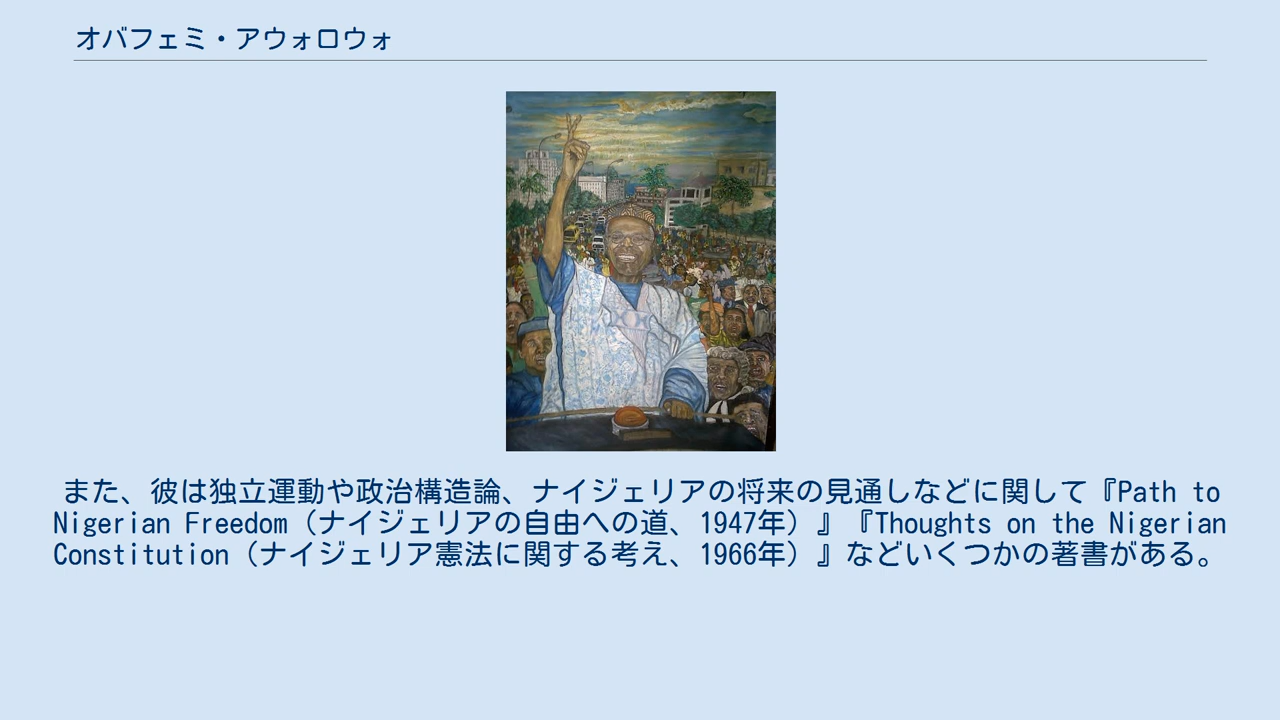 オバフェミ・アウォロウォ
また、彼は独立運動や政治構造論、ナイジェリアの将来の見通しなどに関して『Path to
Nigerian Freedom（ナイジェリアの自由への道、1947年）』『Thoughts on the Nigerian
Constitution（ナイジェリア憲法に関する考え、1966年）』などいくつかの著書がある。